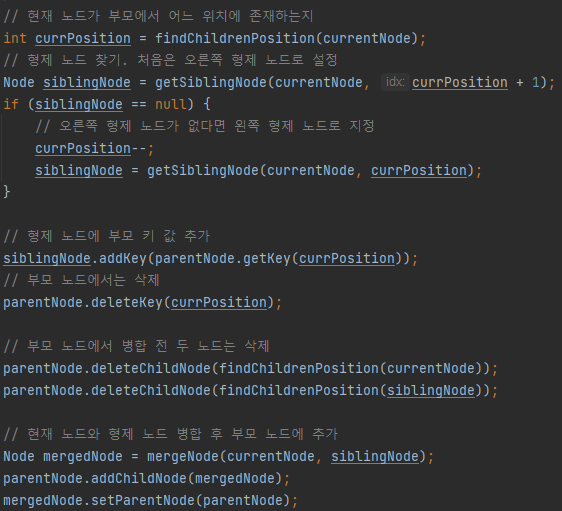 // 현재 노드가 부모에서 어느 위치에 존재하는지
int currPosition = findChildrenPosition(currentNode);
// 형제 노드 찾기. 처음은 오른쪽 형제 노드로 설정
Node siblingNode = getSiblingNode(currentNode, idx: currPosition + 1);
if (siblingNode == null) {
    // 오른쪽 형제 노드가 없다면 왼쪽 형제 노드로 지정
    currPosition--;
    siblingNode = getSiblingNode(currentNode, currPosition);
}

// 형제 노드에 부모 키 값 추가
siblingNode.addKey(parentNode.getKey(currPosition));
// 부모 노드에서는 삭제
parentNode.deleteKey(currPosition);

// 부모 노드에서 병합 전 두 노드는 삭제
parentNode.deleteChildNode(findChildrenPosition(currentNode));
parentNode.deleteChildNode(findChildrenPosition(siblingNode));

// 현재 노드와 형제 노드 병합 후 부모 노드에 추가
Node mergedNode = mergeNode(currentNode, siblingNode);
parentNode.addChildNode(mergedNode);
mergedNode.setParentNode(parentNode);